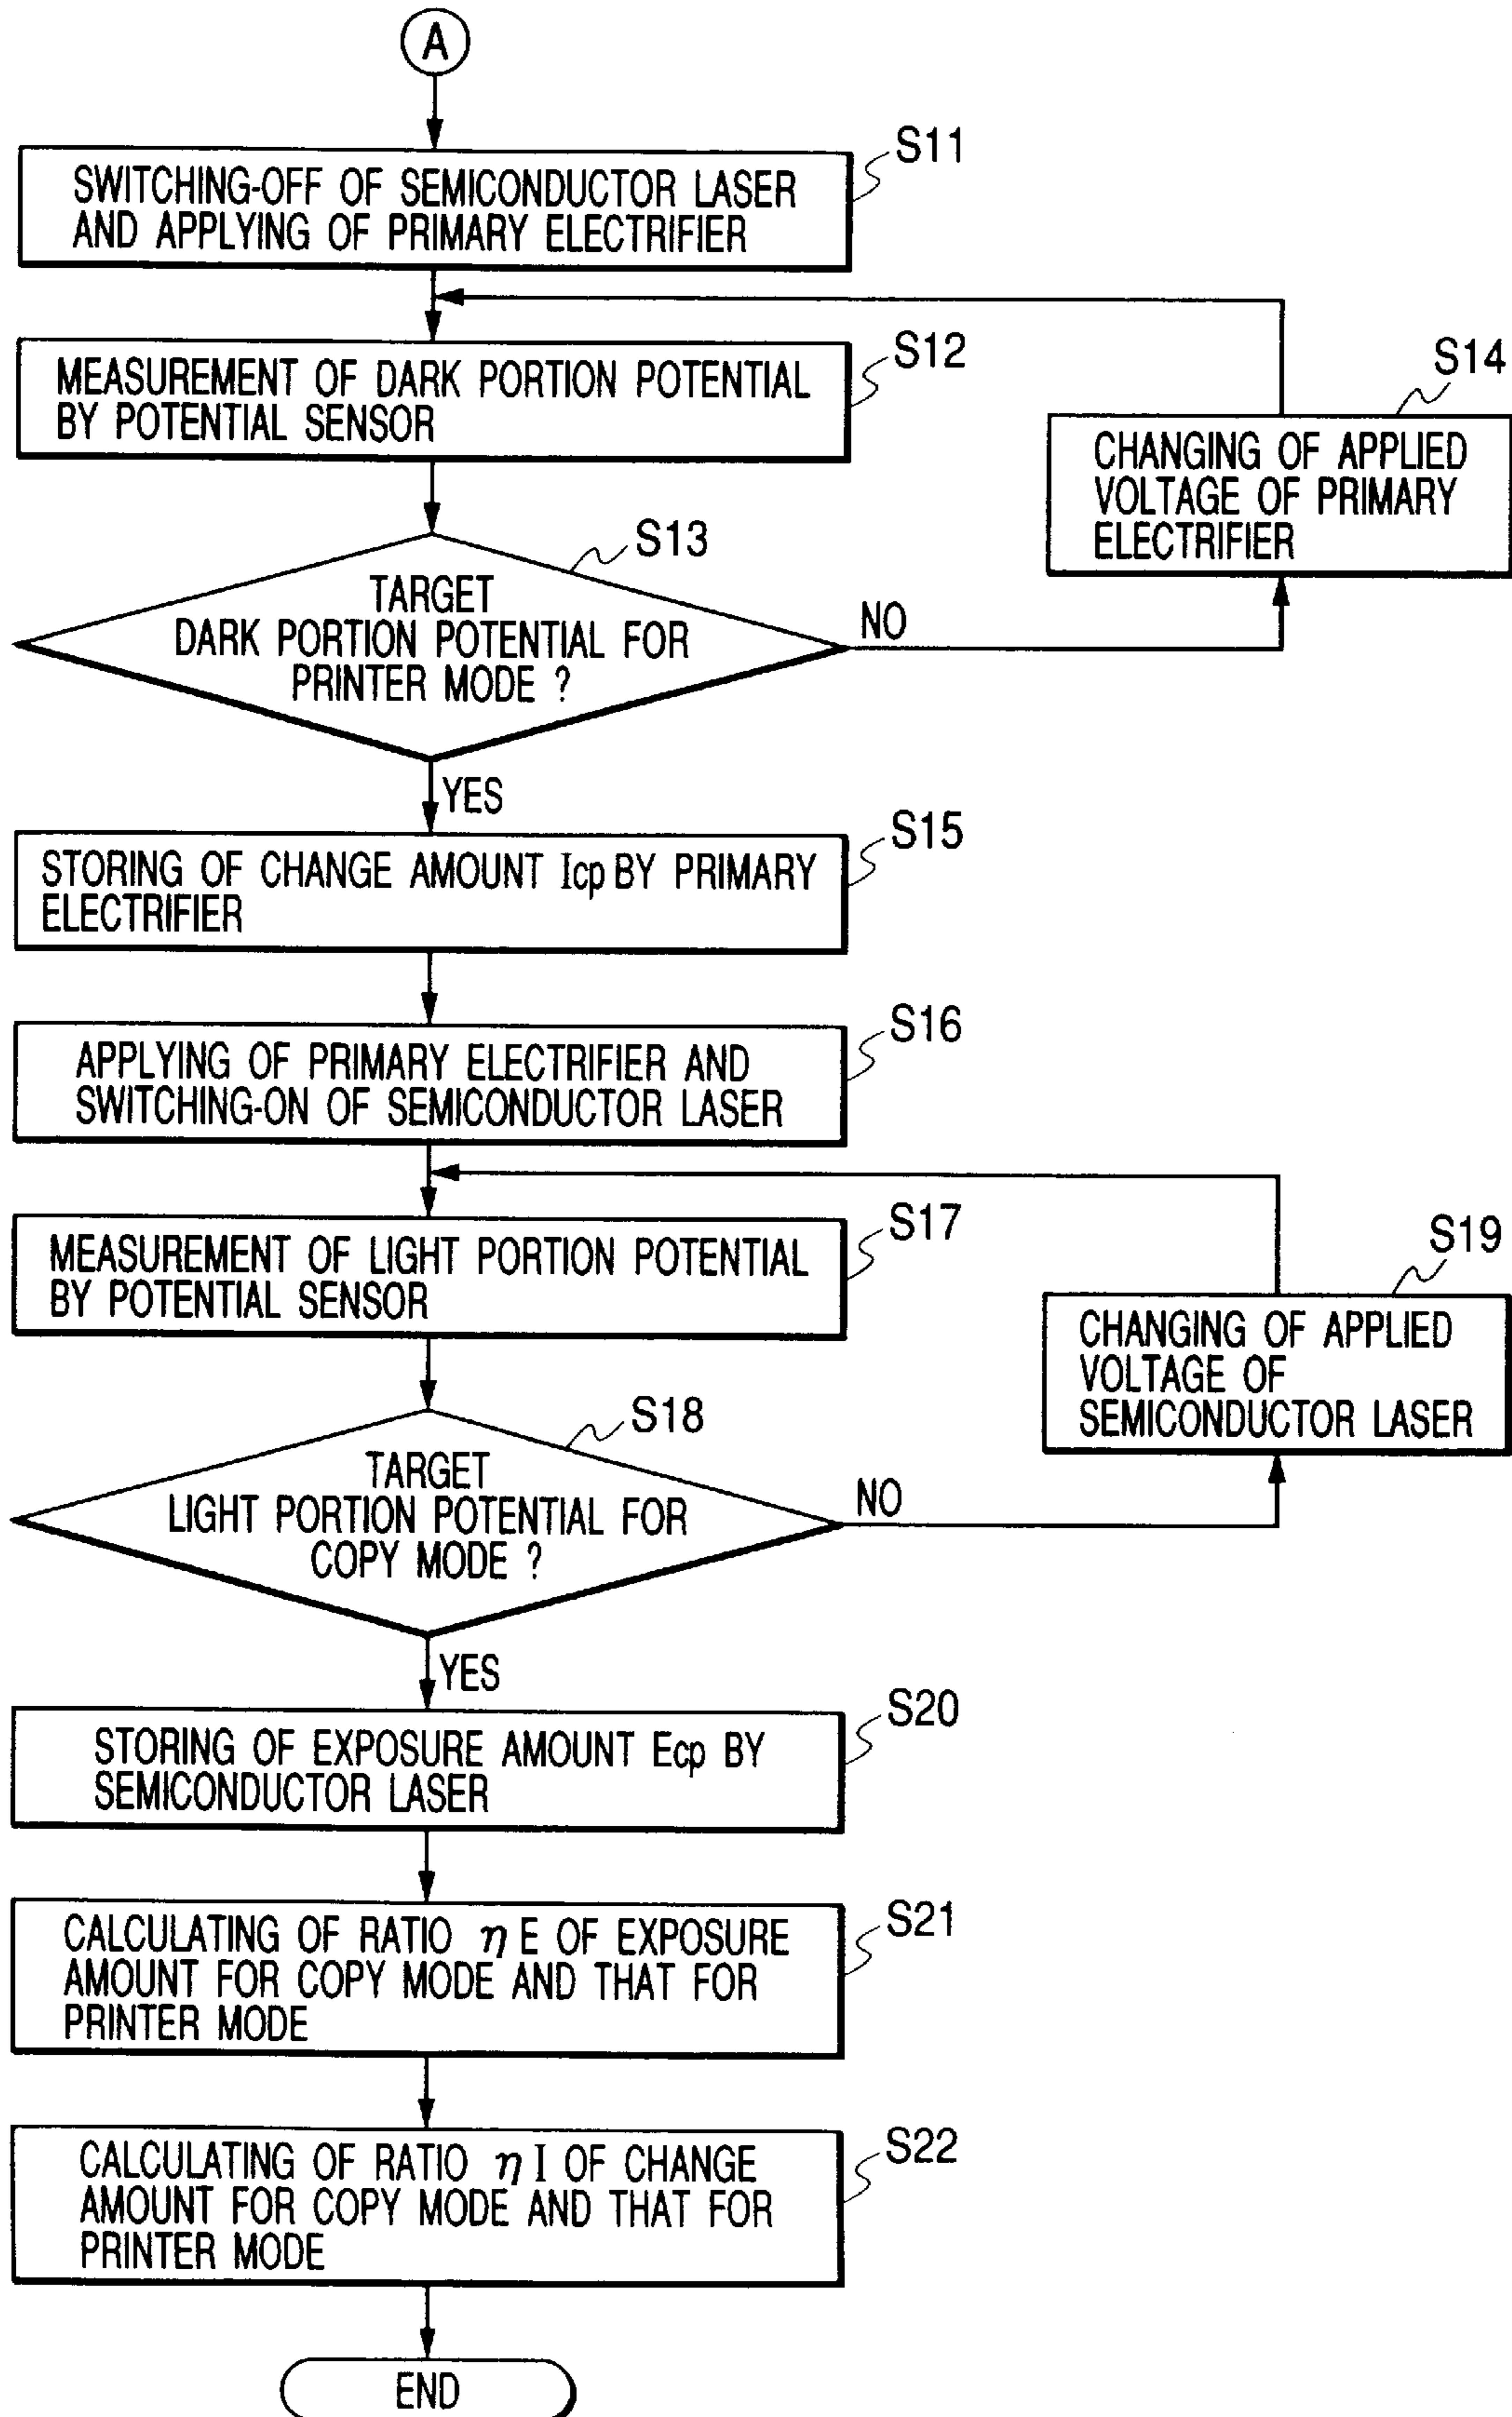 A
S11
SWITCHING-OFF OF SEMICONDUCTOR LASER
AND APPLYING OF PRIMARY ELECTRIFIER
S12
MEASUREMENT OF DARK PORTION POTENTIAL
BY POTENTIAL SENSOR
S14
CHANGING OF APPLIED
VOLTAGE OF PRIMARY
ELECTRIFIER
S13
TARGET
DARK PORTION POTENTIAL FOR
PRINTER MODE ?
NO
YES
S15
STORING OF CHANGE AMOUNT Icp BY PRIMARY
ELECTRIFIER
S16
APPLYING OF PRIMARY ELECTRIFIER AND
SWITCHING-ON OF SEMICONDUCTOR LASER
S17
MEASUREMENT OF LIGHT PORTION POTENTIAL
BY POTENTIAL SENSOR
S19
CHANGING OF APPLIED
VOLTAGE OF
SEMICONDUCTOR LASER
S18
TARGET
LIGHT PORTION POTENTIAL FOR
COPY MODE ?
NO
YES
S20
STORING OF EXPOSURE AMOUNT Ecp BY
SEMICONDUCTOR LASER
S21
CALCULATING OF RATIO η E OF EXPOSURE
AMOUNT FOR COPY MODE AND THAT FOR
PRINTER MODE
S22
CALCULATING OF RATIO η I OF CHANGE
AMOUNT FOR COPY MODE AND THAT FOR
PRINTER MODE
END